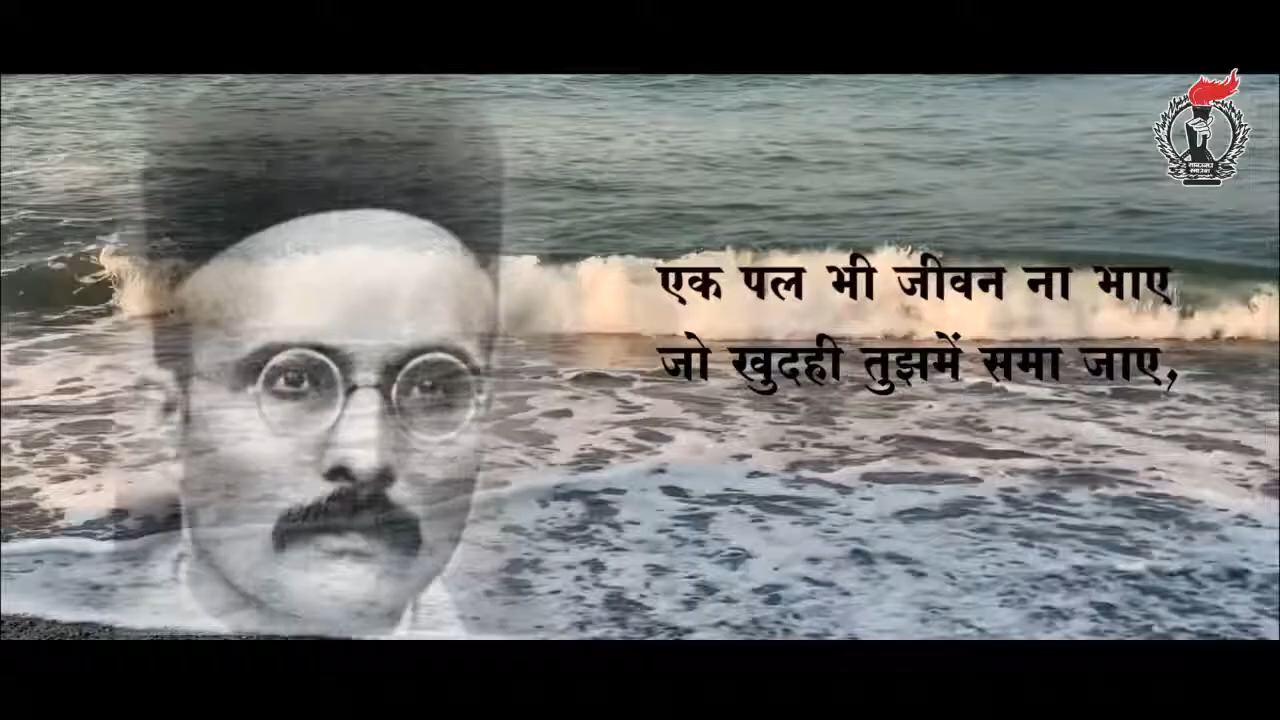 एक पल भी जीवन ना भाए
जो खुदही तुझमें समा जाए,